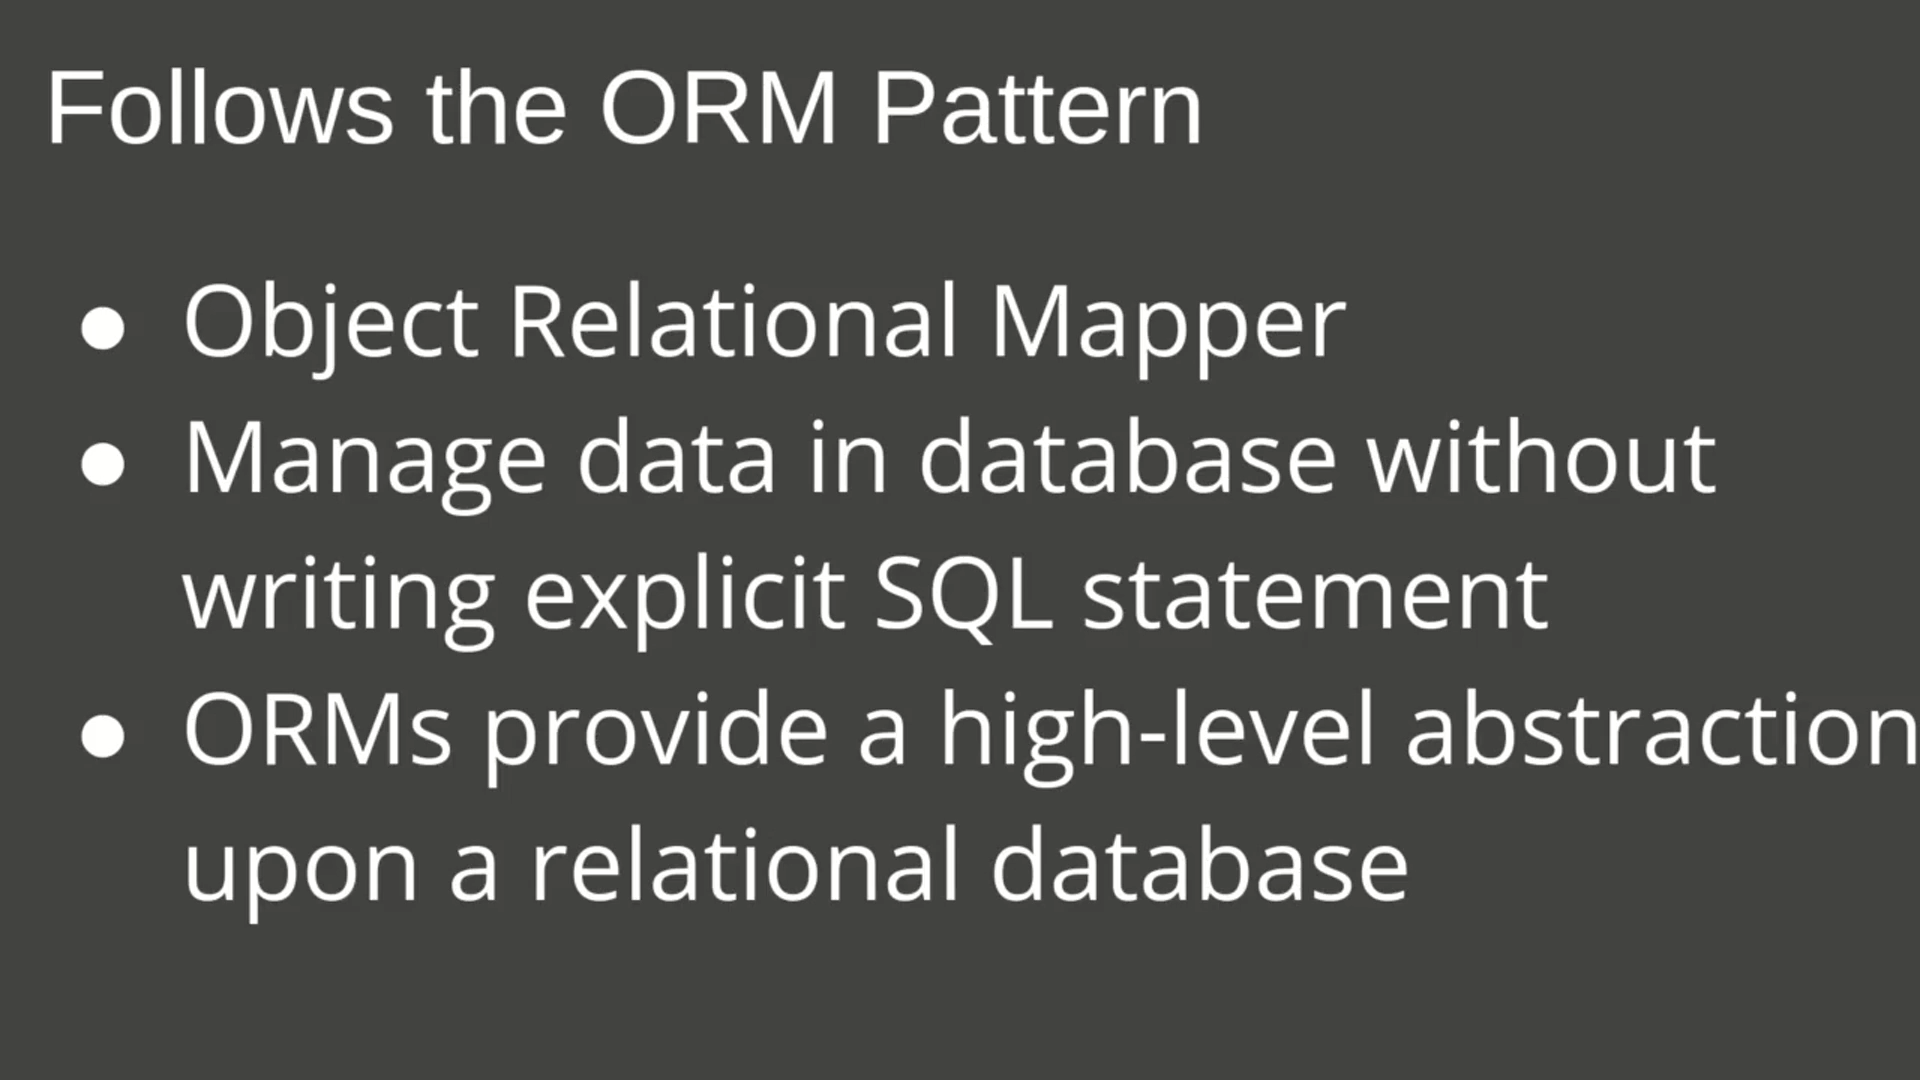 Follows the ORM Pattern
● Object Relational Mapper
● Manage data in database without
writing explicit SQL statement
● ORMs provide a high-level abstraction
upon a relational database